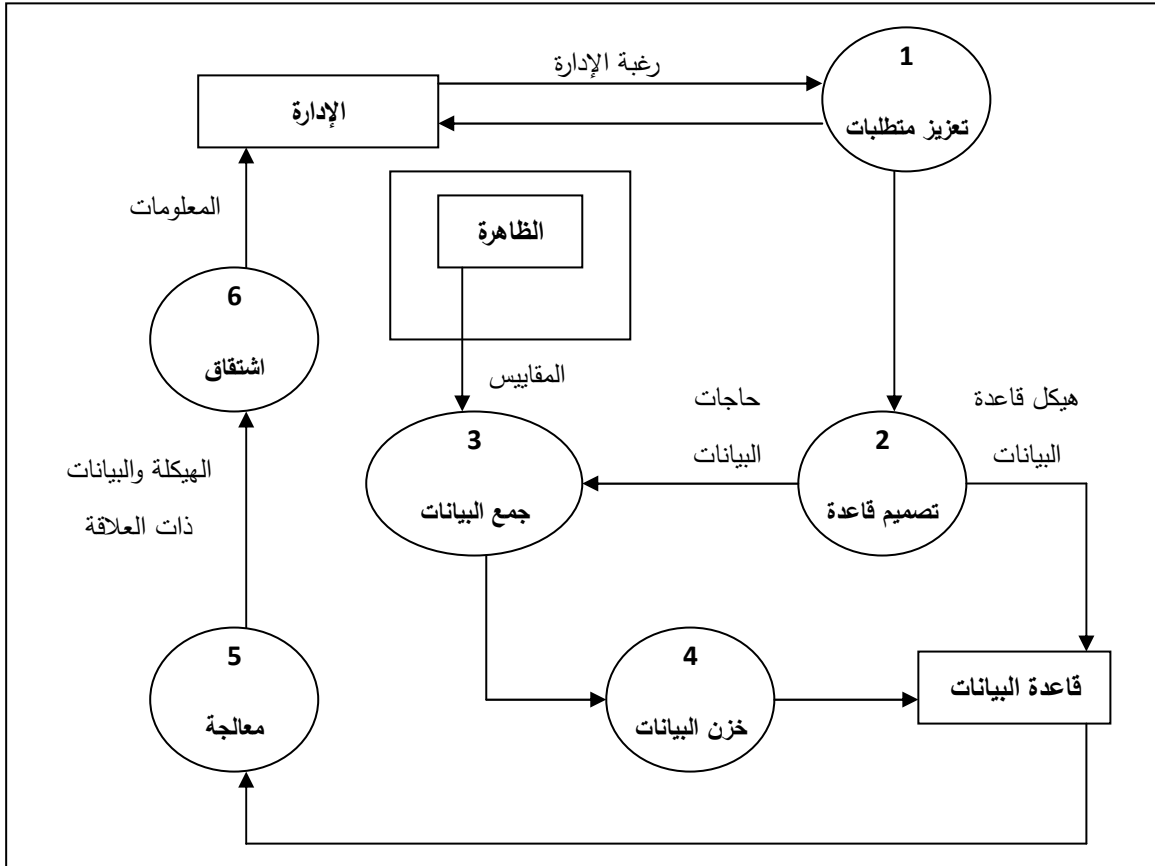 رغبة الإدارة
1
تعزيز متطلبات
الإدارة
الظاهرة
المعلومات
6
اشتقاق
المقاييس
3
جمع البيانات
حاجات
البيانات
2
تصميم قاعدة
هيكل قاعدة
البيانات
الهيكلة والبيانات
ذات العلاقة
5
معالجة
4
خزن البيانات
قاعدة البيانات